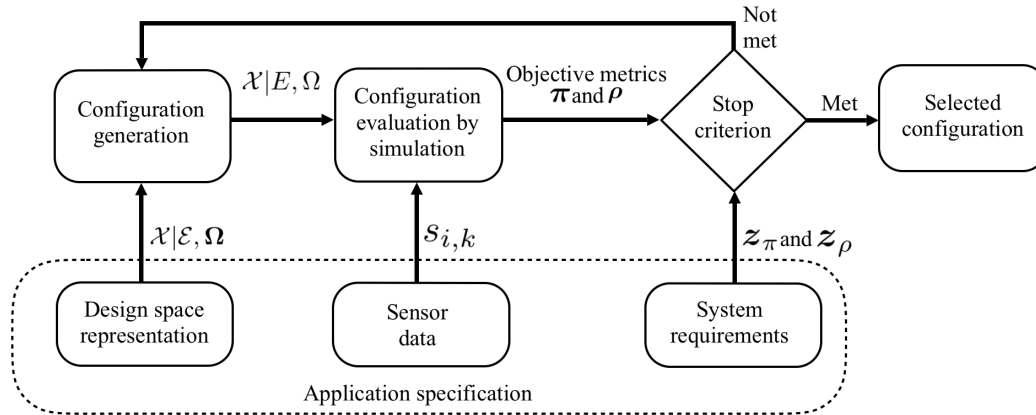 Not
met
Configuration
generation
𝒳|E, Ω
Configuration
evaluation by
simulation
Objective metrics
π and ρ
Stop
criterion
Met
Selected
configuration
𝒳|ℰ, Ω
s_{i,k}
z_π and z_ρ
Design space
representation
Sensor
data
System
requirements
Application specification